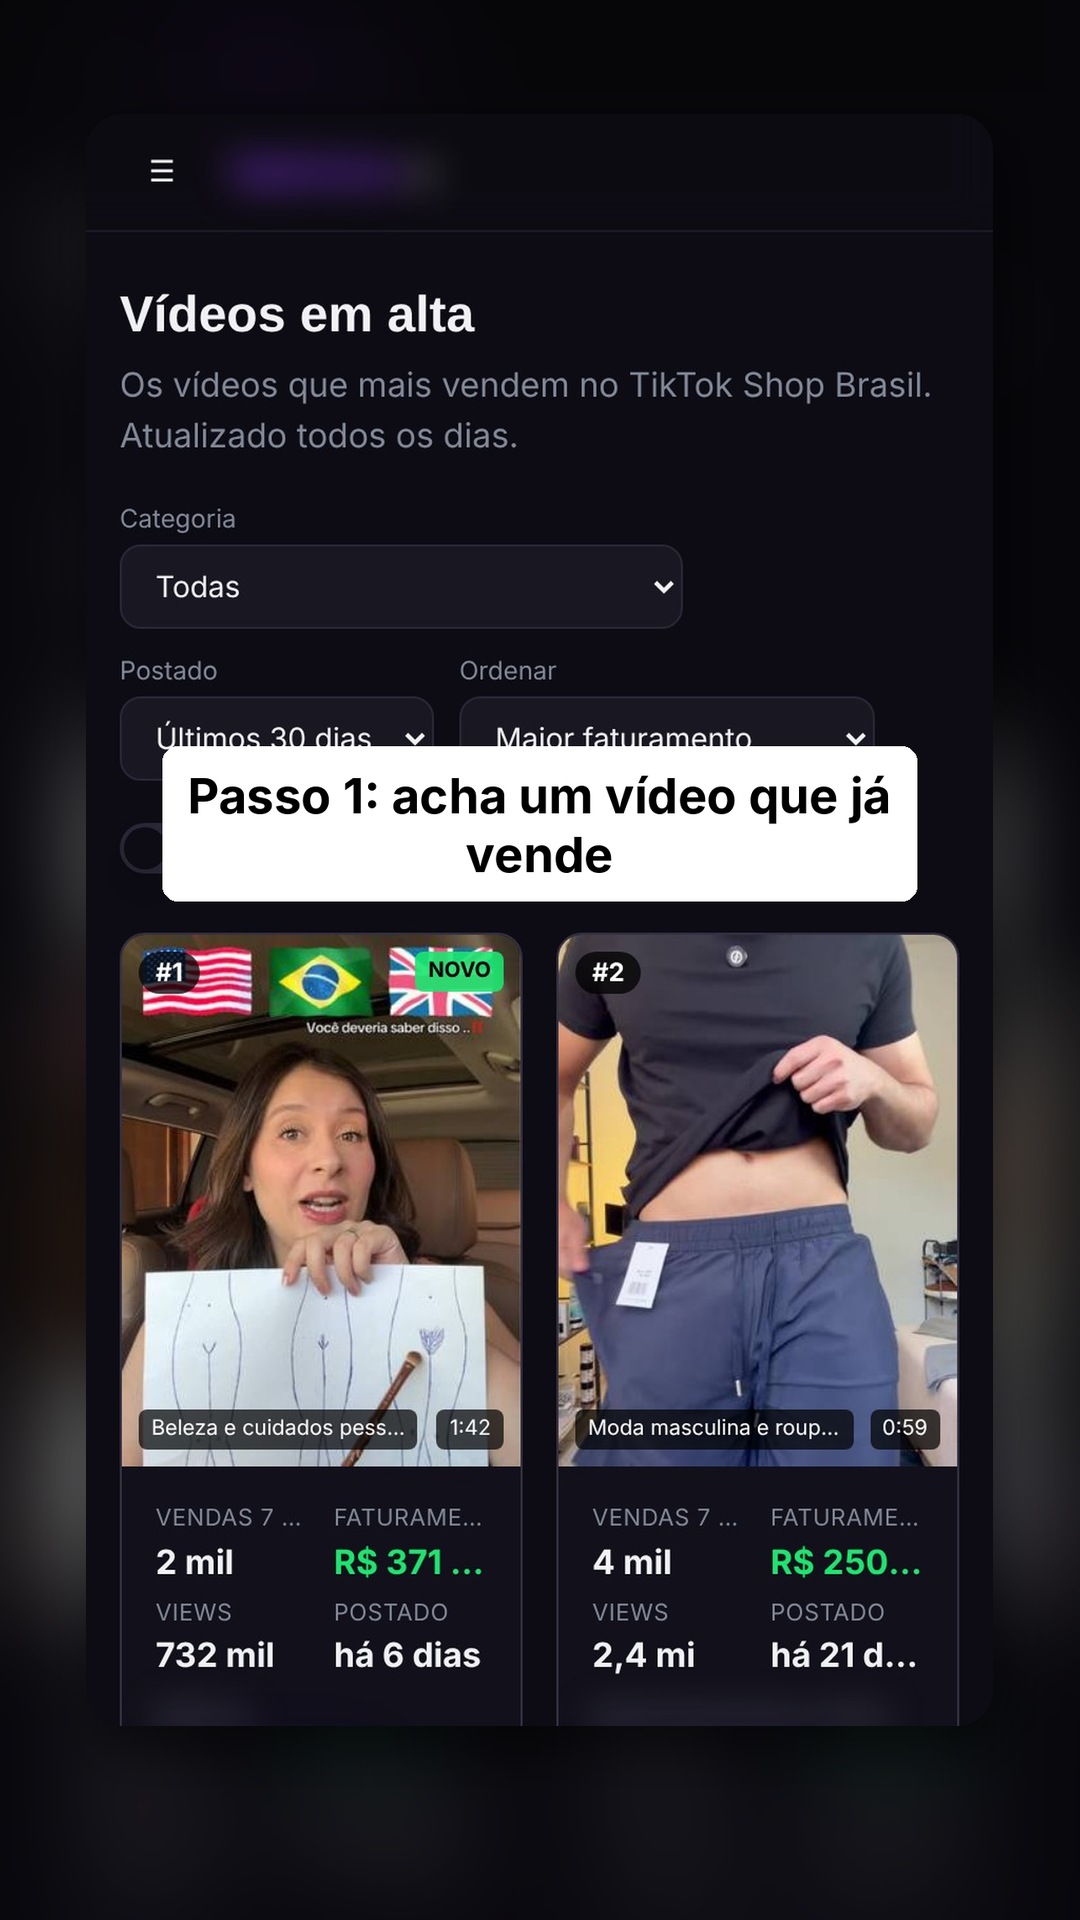 ☰
Vídeos em alta
Os vídeos que mais vendem no TikTok Shop Brasil.
Atualizado todos os dias.
Categoria
Todas
Postado
Ordenar
Últimos 30 dias
Maior faturamento
Passo 1: acha um vídeo que já
vende
#1
NOVO
Você deveria saber disso ..‼️
Beleza e cuidados pess...
1:42
#2
Moda masculina e roup...
0:59
VENDAS 7 ...
FATURAME...
2 mil
R$ 371 ...
VIEWS
POSTADO
732 mil
há 6 dias
VENDAS 7 ...
FATURAME...
4 mil
R$ 250...
VIEWS
POSTADO
2,4 mi
há 21 d...